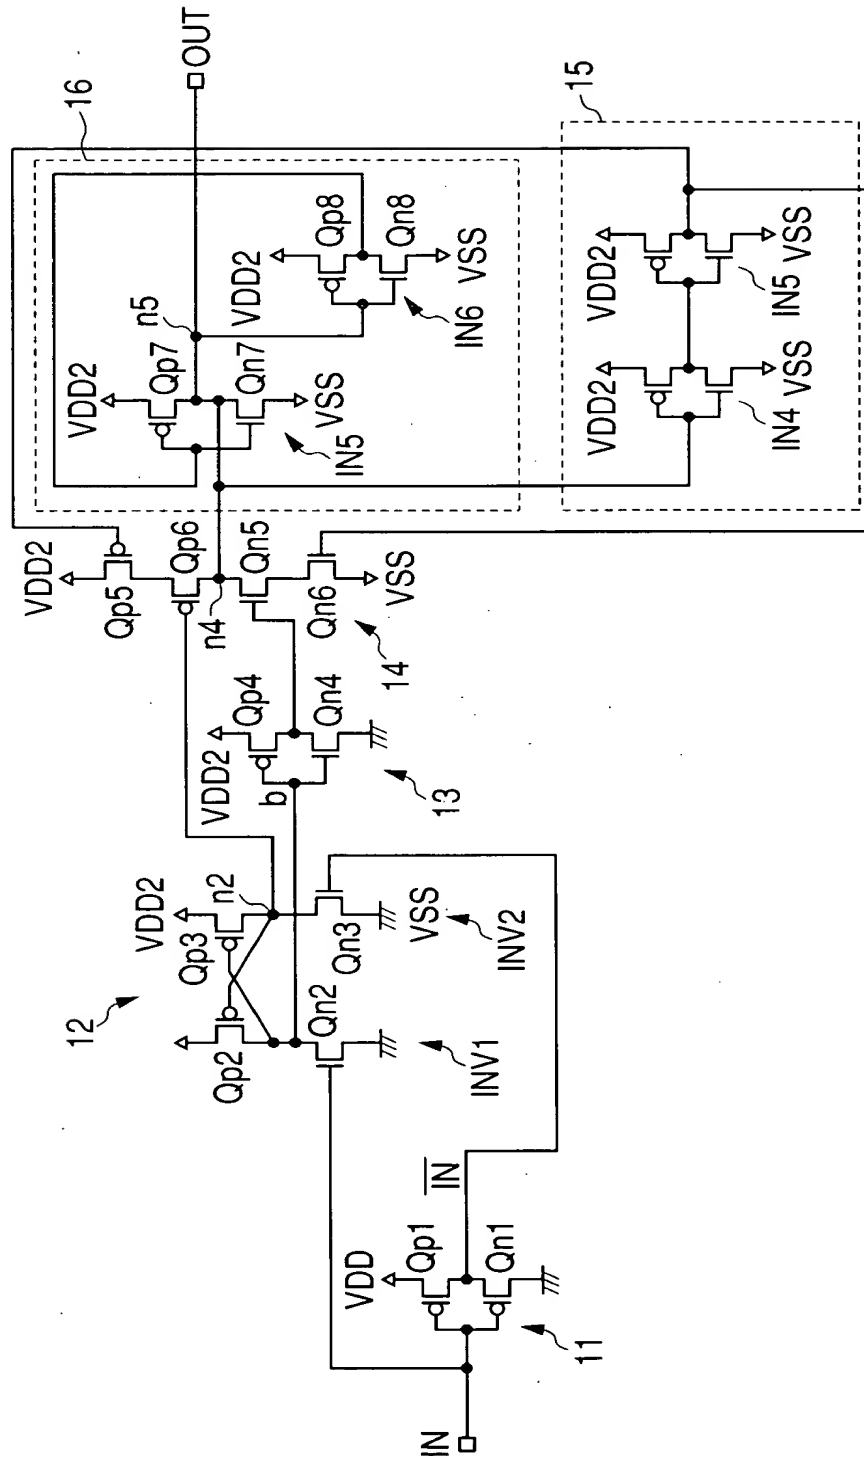 IN
11
VDD
Qp1
Qn1
IN
12
Qp2
Qp3
VDD2
n2
Qn2
Qn3
VSS
INV1
INV2
VDD2
b
Qp4
Qn4
13
VDD2
Qp5
Qp6
n4
Qn5
Qn6
VSS
14
16
VDD2
Qp7
n5
Qn7
VSS
IN5
VDD2
Qp8
Qn8
VSS
IN6
OUT
15
VDD2
VSS
IN4
VDD2
VSS
IN5